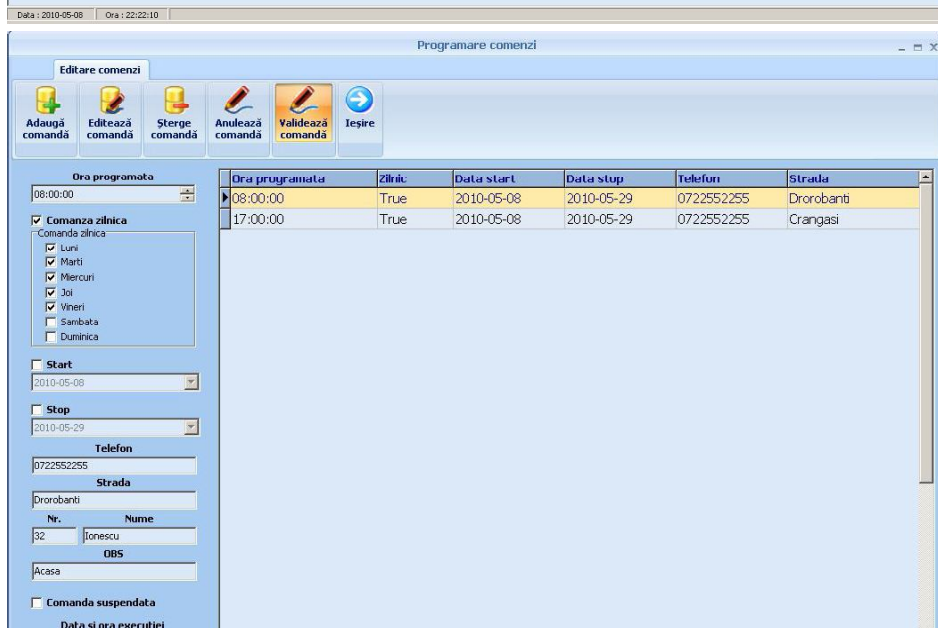 Data : 2010-05-08 Ora : 22:22:10
Programare comenzi
Editare comenzi
Adaugă comandă
Editează comandă
Șterge comandă
Anulează comandă
Validează comandă
Ieșire
Ora programata
08:00:00
Comanza zilnica
Comanda zilnica
Luni
Marti
Miercuri
Joi
Vineri
Sambata
Duminica
Start
2010-05-08
Stop
2010-05-29
Telefon
0722552255
Strada
Drorobanti
Nr. Nume
32 Ionescu
OBS
Acasa
Comanda suspendata
Data si ora executiei
Ora programata Zilnic Data start Data stop Telefon Strada
08:00:00 True 2010-05-08 2010-05-29 0722552255 Drorobanti
17:00:00 True 2010-05-08 2010-05-29 0722552255 Crangasi